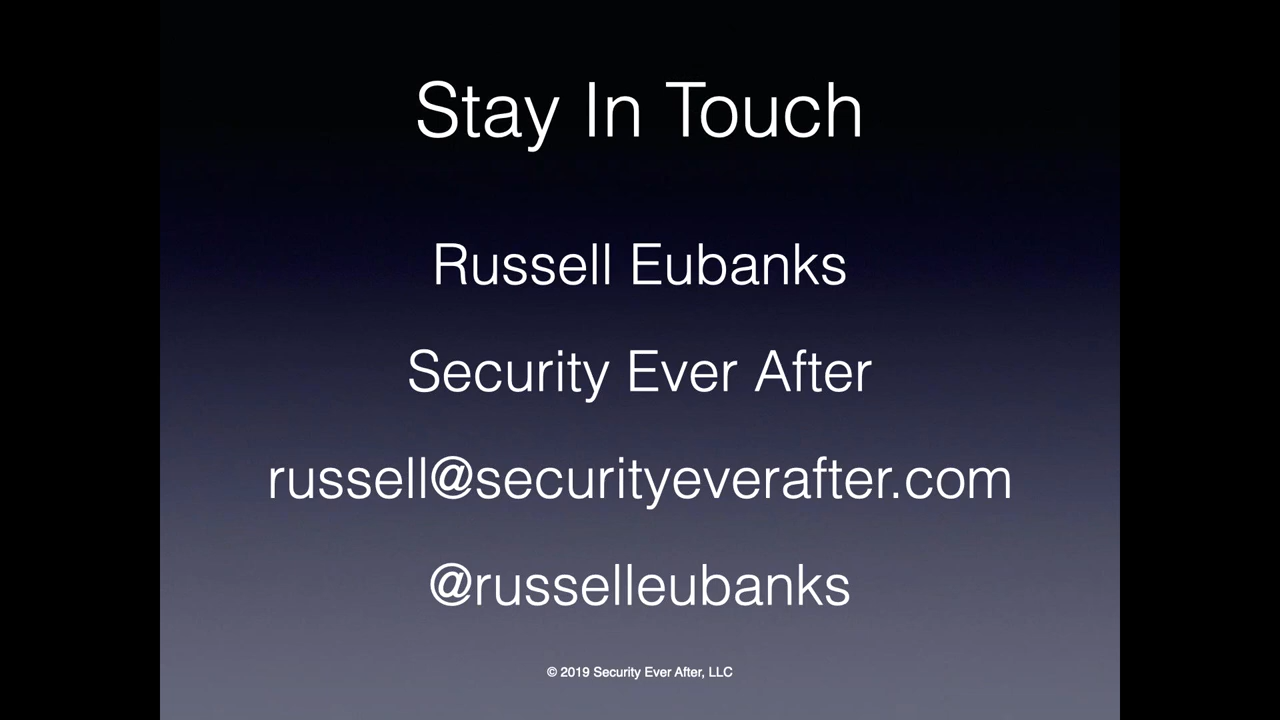 Stay In Touch
Russell Eubanks
Security Ever After
russell@securityeverafter.com
@russelleubanks
© 2019 Security Ever After, LLC